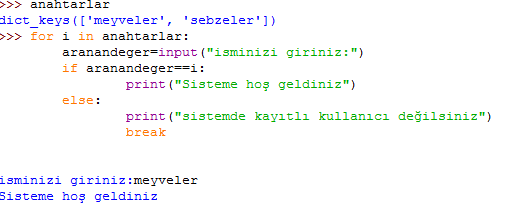 >>> anahtarlar
dict_keys(['meyveler', 'sebzeler'])
>>> for i in anahtarlar:
        aranandeger=input("isminizi giriniz:")
        if aranandeger==i:
                print("Sisteme hoş geldiniz")
        else:
                print("sistemde kayıtlı kullanıcı değilsiniz")
                break
isminizi giriniz:meyveler
Sisteme hoş geldiniz